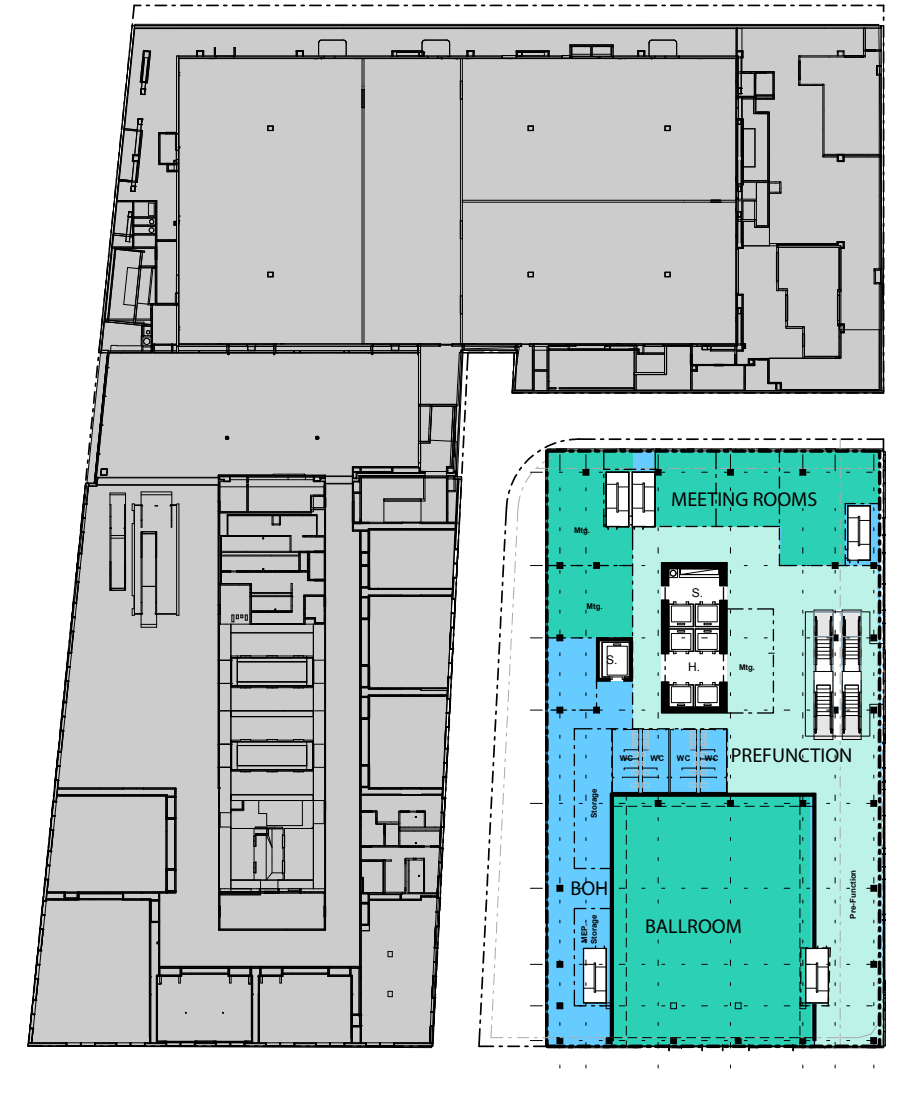 MEETING ROOMS
Mtg.
S.
Mtg.
S.
H.
Mtg.
PREFUNCTION
WC
WC
WC
WC
Storage
BOH
Pre-Function
BALLROOM
MEP
Storage